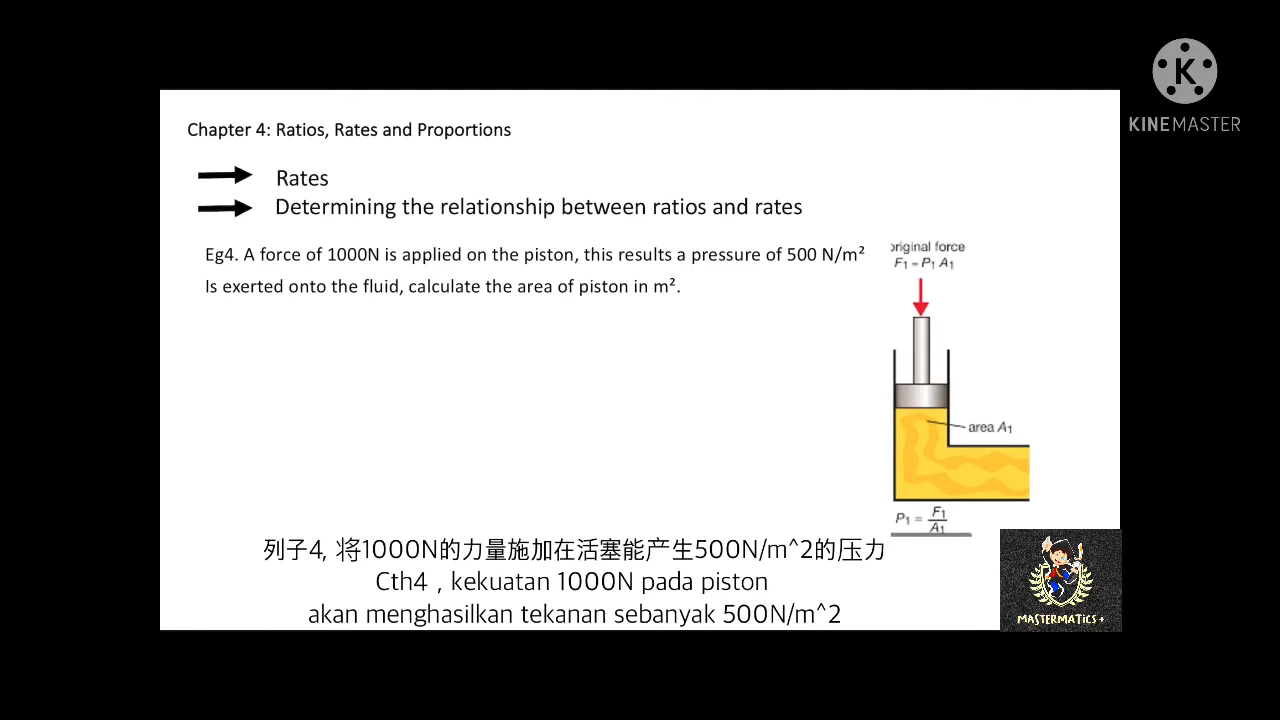 K
KINEMASTER
Chapter 4: Ratios, Rates and Proportions
Rates
Determining the relationship between ratios and rates
Eg4. A force of 1000N is applied on the piston, this results a pressure of 500 N/m²
Is exerted onto the fluid, calculate the area of piston in m².
original force
F₁ = P₁ A₁
area A₁
P₁ = F₁/A₁
列子4, 将1000N的力量施加在活塞能产生500N/m^2的压力
Cth4 , kekuatan 1000N pada piston
akan menghasilkan tekanan sebanyak 500N/m^2
MASTERMATiCS +